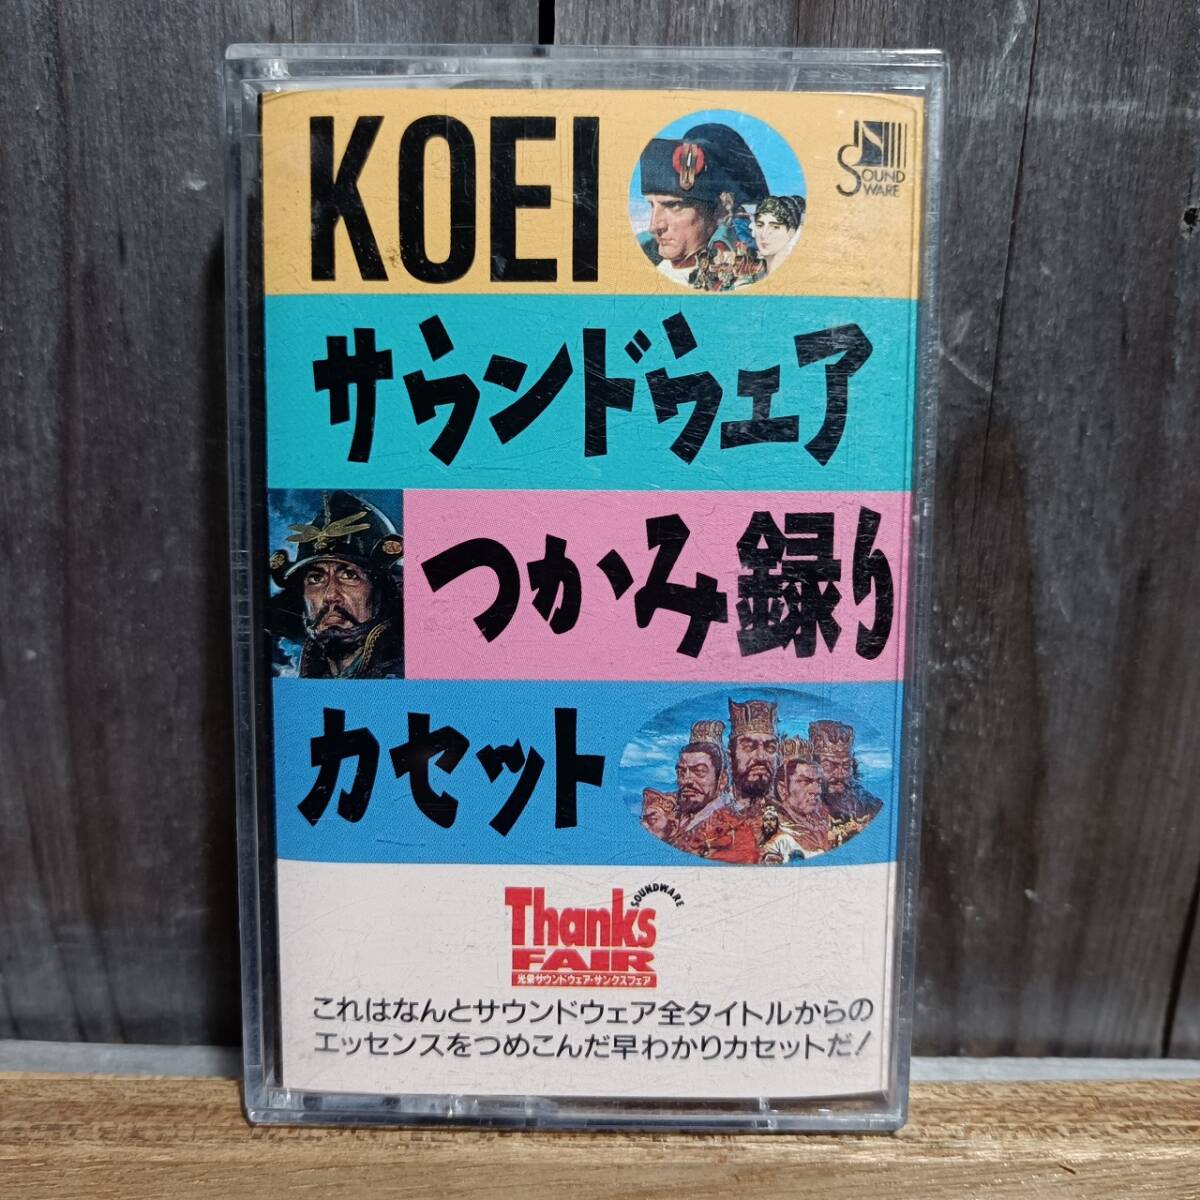 KOEI
SOUND
WARE
サウンドウェア
つかみ録り
カセット
SOUNDWARE
Thanks
FAIR
光栄サウンドウェア・サンクスフェア
これはなんとサウンドウェア全タイトルからの
エッセンスをつめこんだ早わかりカセットだ!